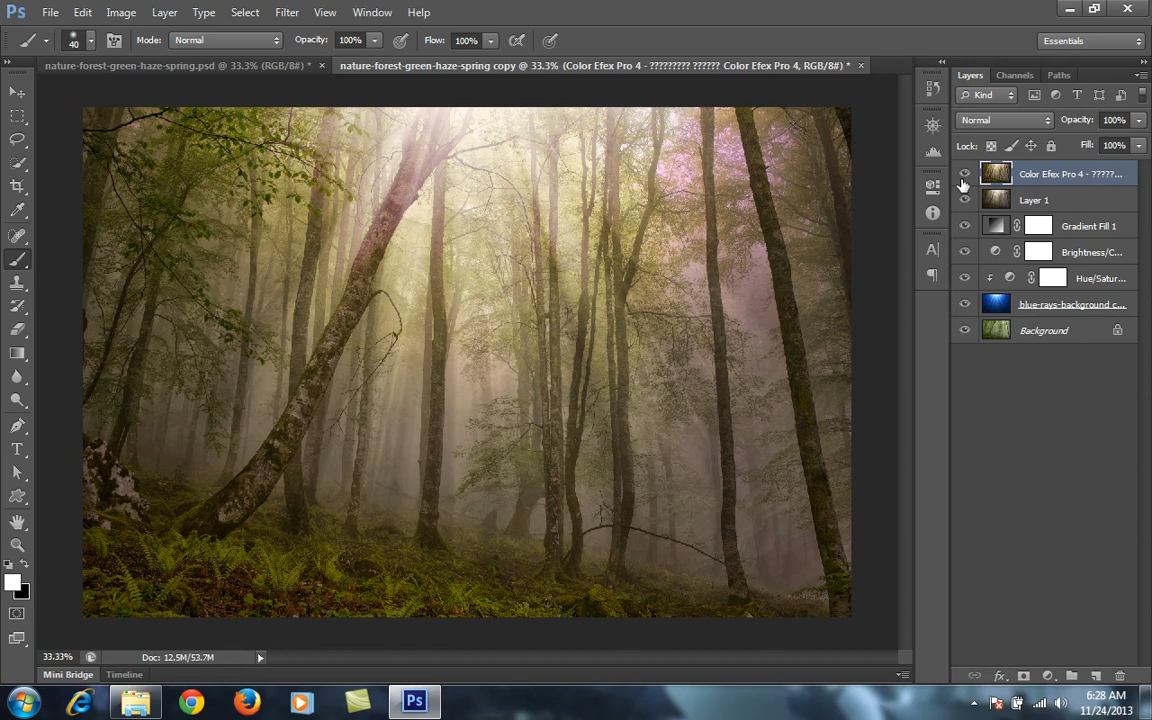 Ps File Edit Image Layer Type Select Filter View Window Help
40 Mode: Normal Opacity: 100% Flow: 100% Essentials
nature-forest-green-haze-spring.psd @ 33.3% (RGB/8#) * × nature-forest-green-haze-spring copy @ 33.3% (Color Efex Pro 4 - ????????? ?????? Color Efex Pro 4, RGB/8#) * ×
Layers Channels Paths
Kind
Normal Opacity: 100%
Lock: Fill: 100%
Color Efex Pro 4 - ?????...
Layer 1
Gradient Fill 1
Brightness/C...
Hue/Satur...
blue-rays-background c...
Background
33.33% Doc: 12.5M/53.7M
Mini Bridge Timeline
fx
Ps
6:28 AM
11/24/2013